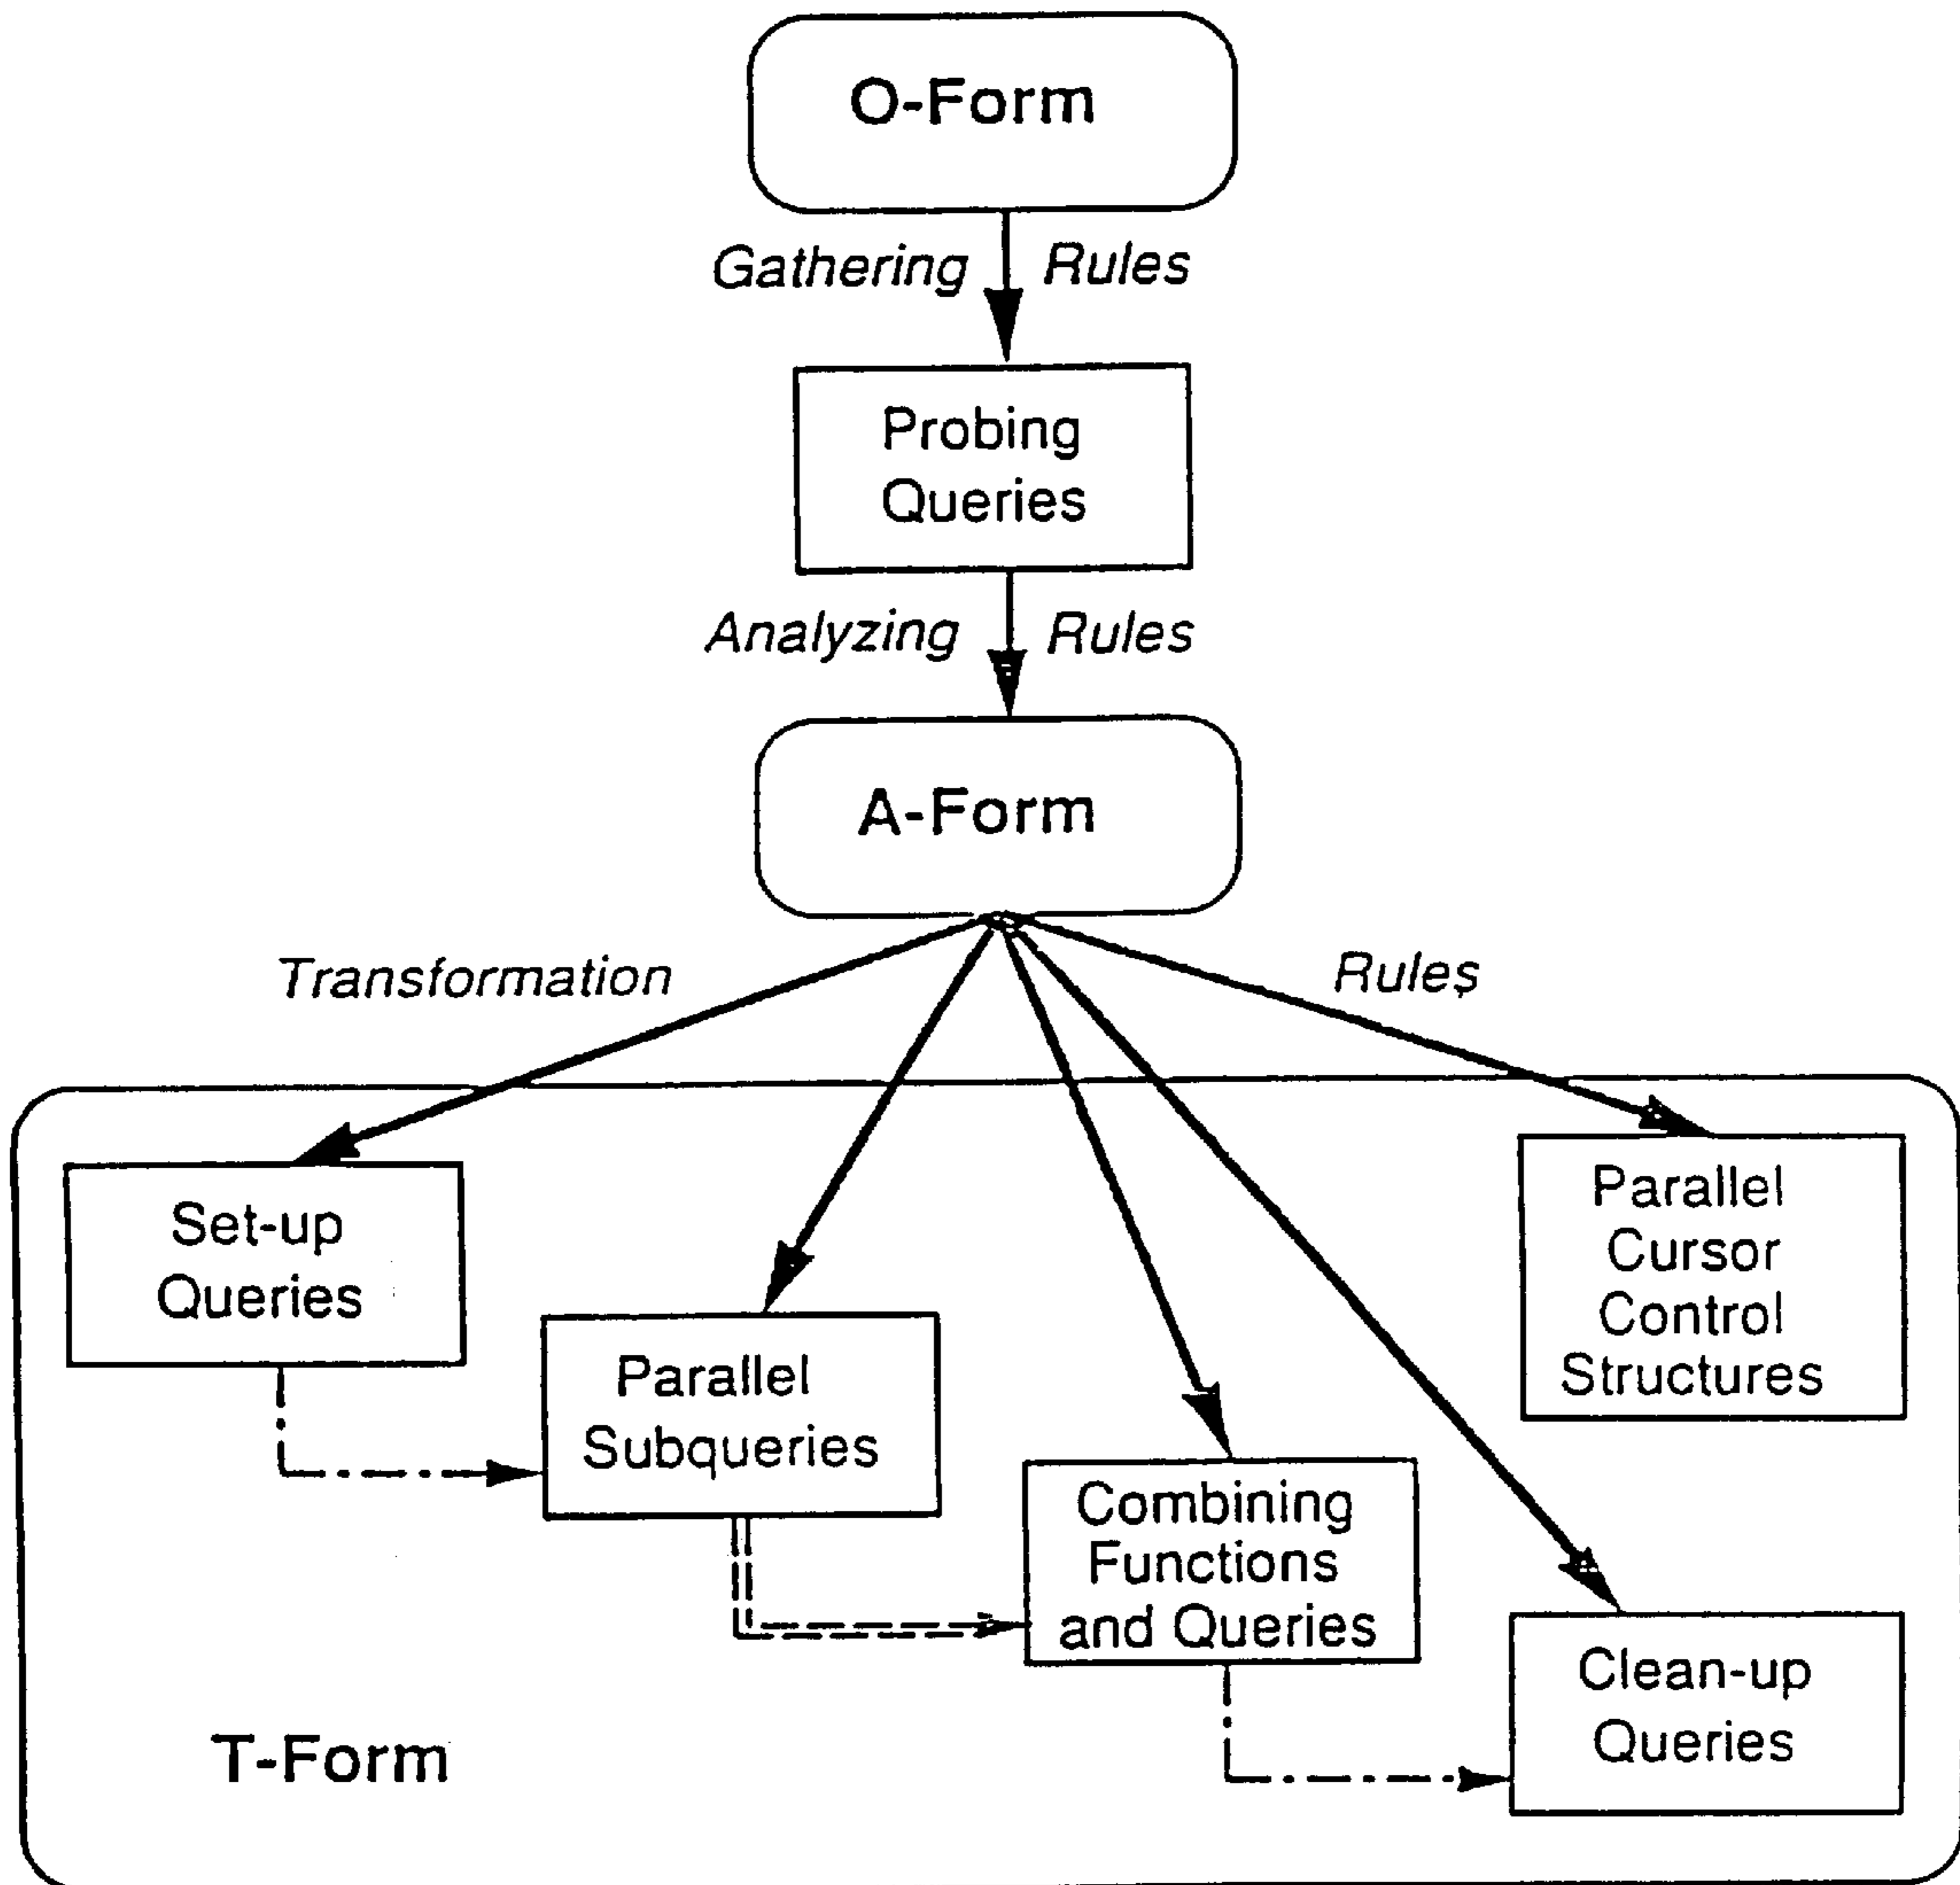 O-Form
Gathering Rules
Probing
Queries
Analyzing Rules
A-Form
Transformation Rules
Set-up
Queries
Parallel
Subqueries
Combining
Functions
and Queries
Parallel
Cursor
Control
Structures
Clean-up
Queries
T-Form